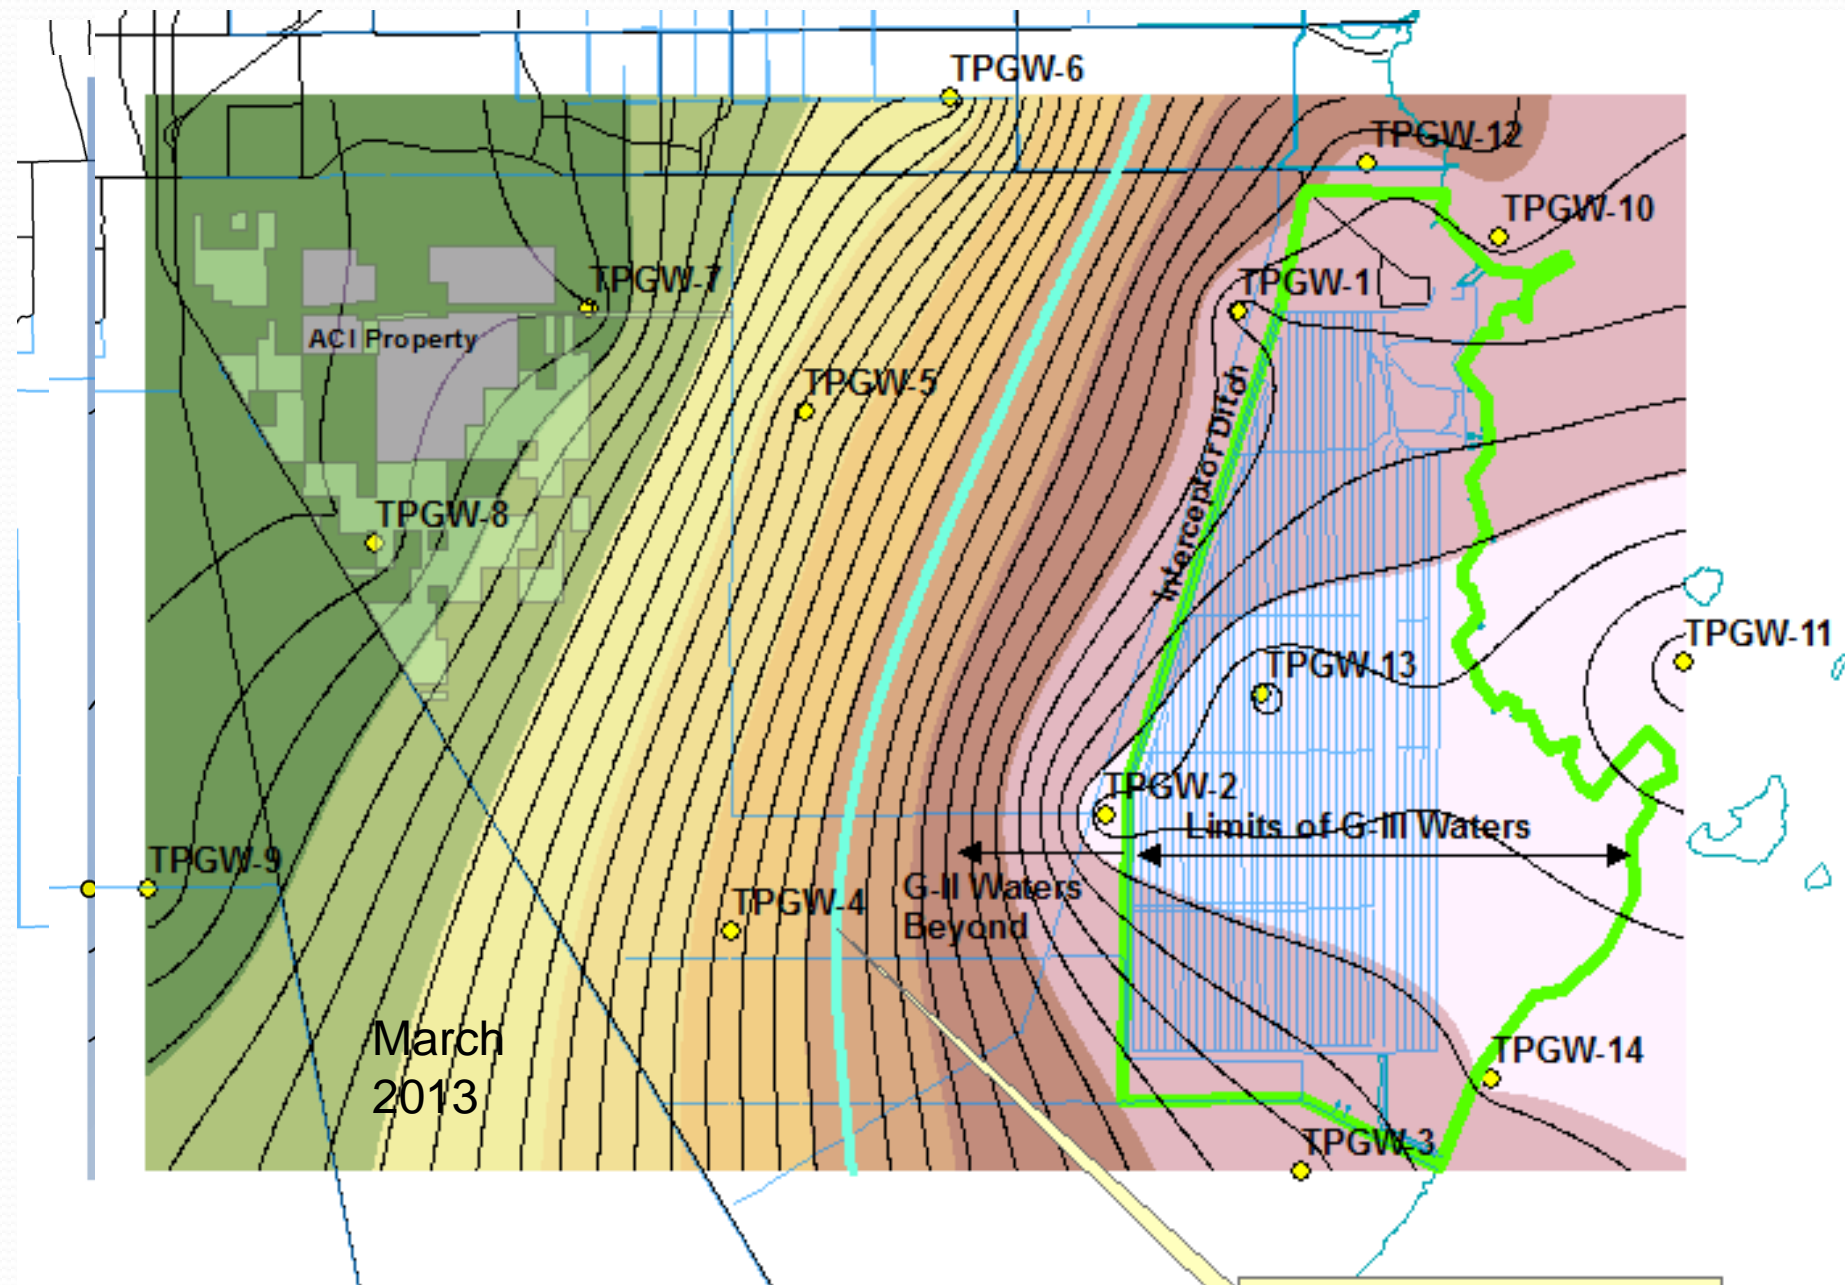 TPGW-6
TPGW-12
TPGW-10
TPGW-7
TPGW-1
ACI Property
TPGW-5
Interceptor Ditch
TPGW-8
TPGW-11
TPGW-13
TPGW-2
Limits of G-III Waters
TPGW-9
TPGW-4
G-II Waters
Beyond
March
2013
TPGW-14
TPGW-3